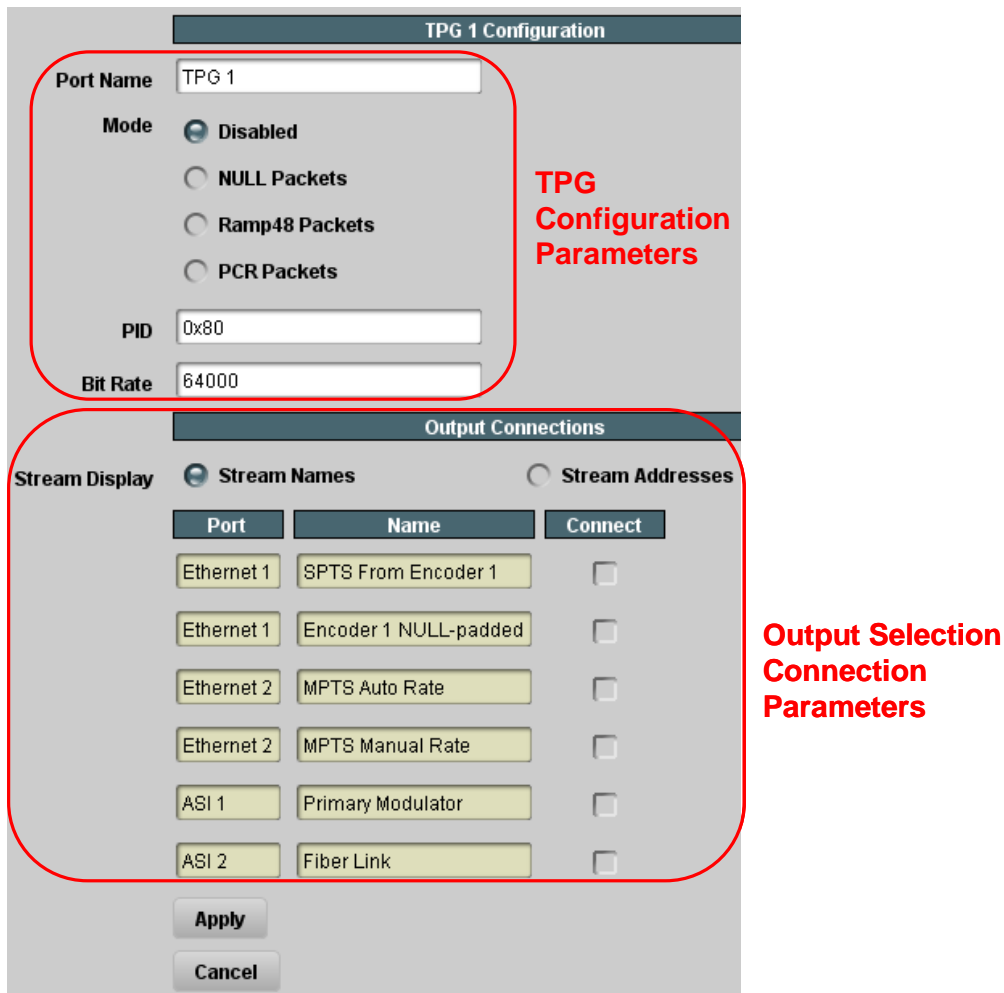 TPG 1 Configuration
Port Name TPG 1
Mode Disabled
NULL Packets
Ramp48 Packets
PCR Packets
TPG
Configuration
Parameters
PID 0x80
Bit Rate 64000
Output Connections
Stream Display Stream Names Stream Addresses
Port Name Connect
Ethernet 1 SPTS From Encoder 1
Ethernet 1 Encoder 1 NULL-padded
Ethernet 2 MPTS Auto Rate
Ethernet 2 MPTS Manual Rate
ASI 1 Primary Modulator
ASI 2 Fiber Link
Output Selection
Connection
Parameters
Apply
Cancel